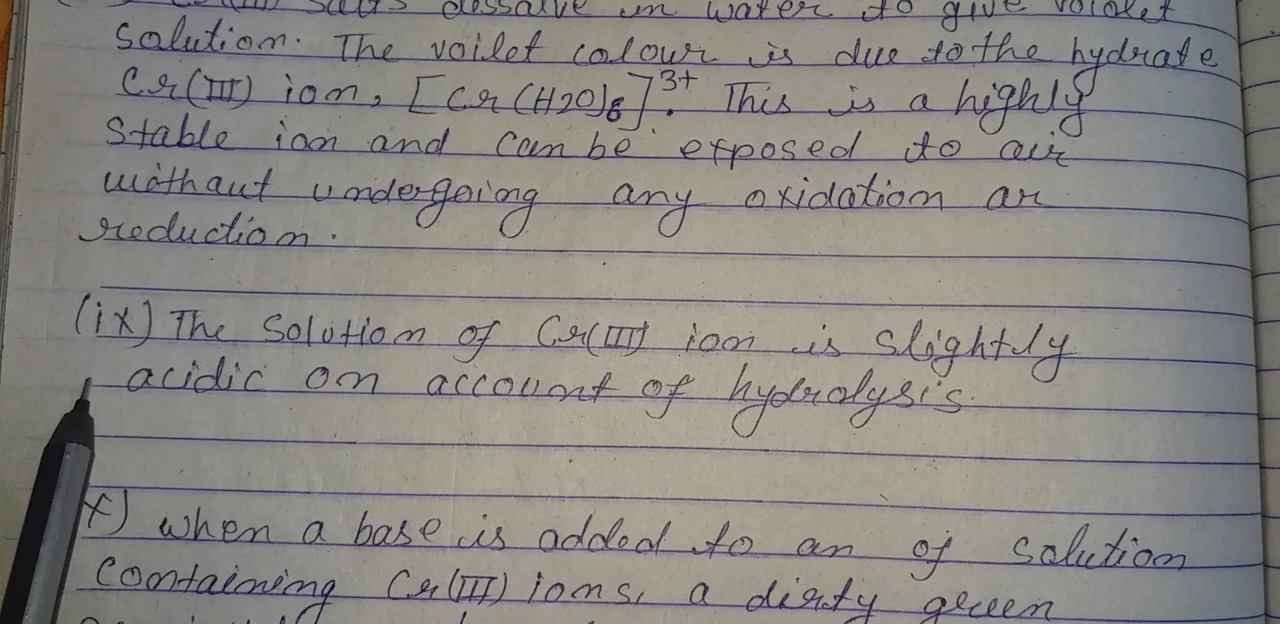 Cr(III) salts dissolve in water to give voiolet
solution. The voilet colour is due to the hydrate
Cr(III) ion, [Cr(H2O)6]3+. This is a highly
stable ion and can be exposed to air
without undergoing any oxidation or
reduction.
(ix) The solution of Cr(III) ion is slightly
acidic on account of hydrolysis.
x) when a base is added to an of solution
containing Cr(III) ions, a dirty green